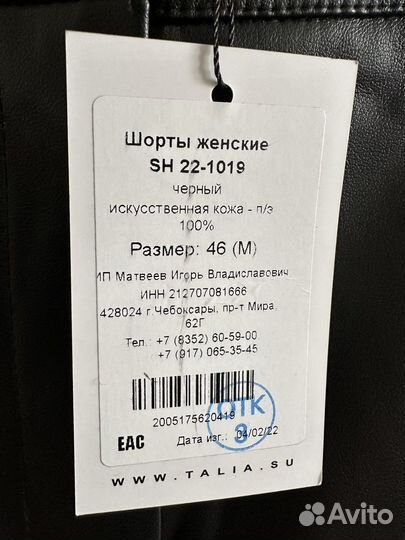 Шорты женские
SH 22-1019
черный
искусственная кожа - п/э
100%
Размер: 46 (M)
ИП Матвеев Игорь Владиславович
ИНН 212707081666
428024 г.Чебоксары, пр-т Мира,
62Г
Тел.: +7 (8352) 60-59-00
+7 (917) 065-35-45
2005175620419
ОТК
3
EAC
Дата изг.: 04/02/22
WWW.TALIA.SU
Avito